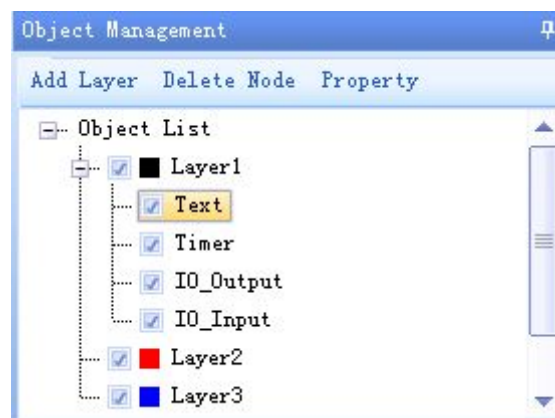 Object Management
Add Layer Delete Node Property
Object List
Layer1
Text
Timer
IO_Output
IO_Input
Layer2
Layer3